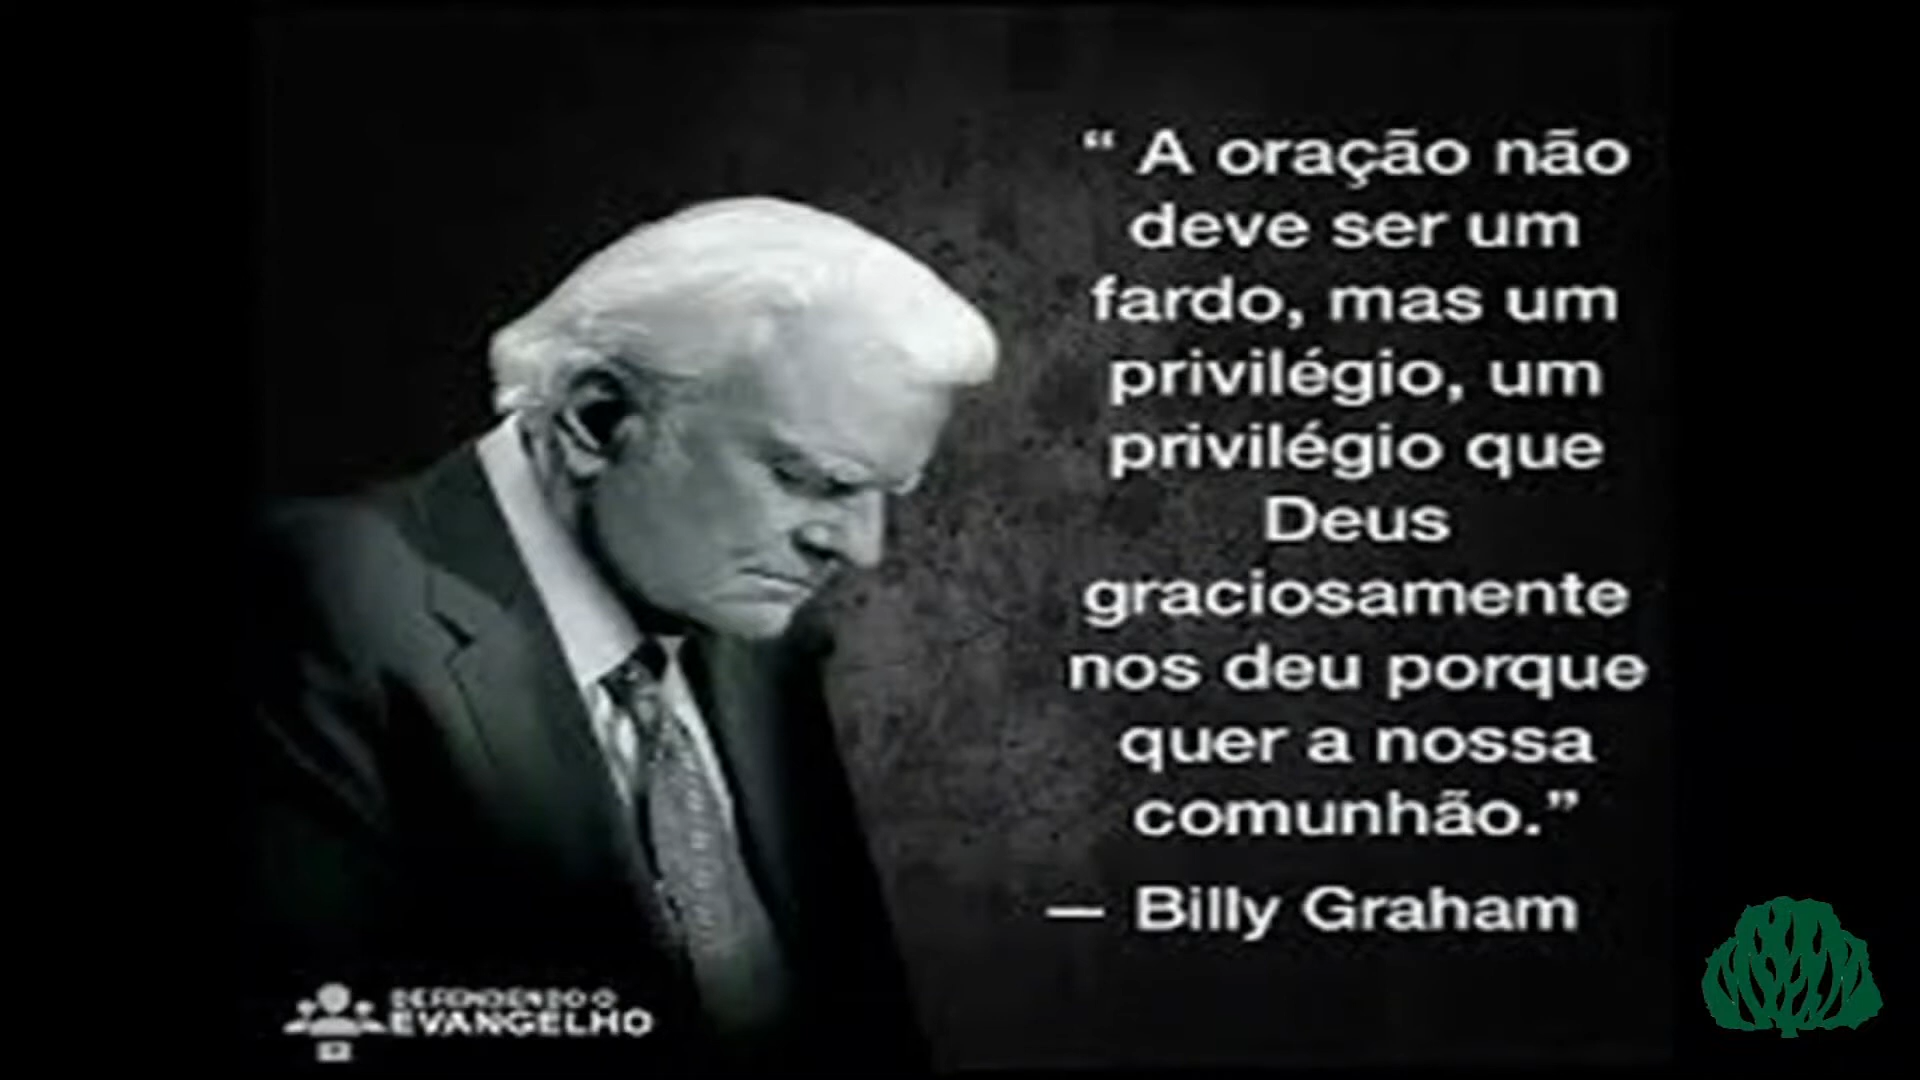 “ A oração não
deve ser um
fardo, mas um
privilégio, um
privilégio que
Deus
graciosamente
nos deu porque
quer a nossa
comunhão.”
— Billy Graham
DEFENDENDO O
EVANGELHO